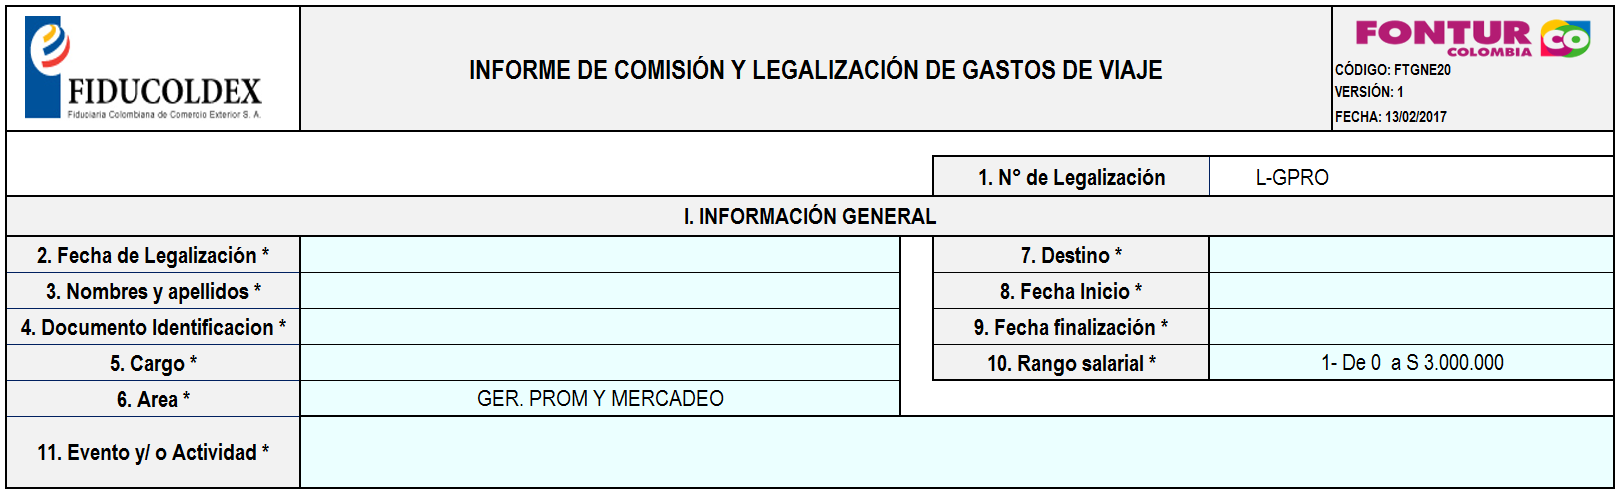 FIDUCOLDEX
Fiduciaria Colombiana de Comercio Exterior S. A.
INFORME DE COMISIÓN Y LEGALIZACIÓN DE GASTOS DE VIAJE
FONTUR CO
COLOMBIA
CÓDIGO: FTGNE20
VERSIÓN: 1
FECHA: 13/02/2017
1. N° de Legalización L-GPRO
I. INFORMACIÓN GENERAL
2. Fecha de Legalización *
7. Destino *
3. Nombres y apellidos *
8. Fecha Inicio *
4. Documento Identificacion *
9. Fecha finalización *
5. Cargo *
10. Rango salarial * 1- De 0 a S 3.000.000
6. Area * GER. PROM Y MERCADEO
11. Evento y/ o Actividad *